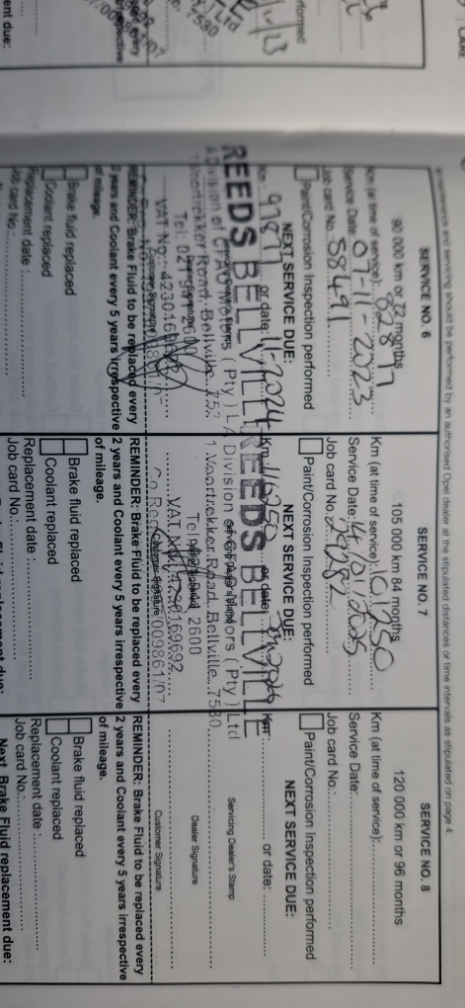 maintenance and servicing should be performed by an authorised Opel dealer at the stipulated distances or time intervals as stipulated on page 4
SERVICE NO. 6
90 000 km or 72 months
Km (at time of service): 82877
Service Date: 07-11-2023
Job card No. 58491
Paint/Corrosion Inspection performed
NEXT SERVICE DUE:
Km: 97877 or date: 11-2024
REEDS BELLVILLE
A Division of CFAO Motors (Pty) Ltd
1 Voortrekker Road, Bellville, 7530
VAT No.: 4230169692
Customer Signature
REMINDER: Brake Fluid to be replaced every
2 years and Coolant every 5 years irrespective
of mileage.
Brake fluid replaced
Coolant replaced
Replacement date :
Job card No.:
SERVICE NO. 7
105 000 km 84 months
Km (at time of service): 101250
Service Date: 14/01/2025
Job card No.:
Paint/Corrosion Inspection performed
NEXT SERVICE DUE:
Km: 116250 or date:
REEDS BELLVILLE
A Division of CFAO Motors (Pty) Ltd
1 Voortrekker Road, Bellville, 7530
VAT No. 4230169692
Customer Signature
REMINDER: Brake Fluid to be replaced every
2 years and Coolant every 5 years irrespective
of mileage.
Brake fluid replaced
Coolant replaced
Replacement date :
Job card No.:
SERVICE NO. 8
120 000 km or 96 months
Km (at time of service):
Service Date:
Job card No.
Paint/Corrosion Inspection performed
NEXT SERVICE DUE:
Km: or date:
Servicing Dealer's Stamp
Dealer Signature
Customer Signature
REMINDER: Brake Fluid to be replaced every
2 years and Coolant every 5 years irrespective
of mileage.
Brake fluid replaced
Coolant replaced
Replacement date :
Job card No.:
Next Brake Fluid replacement due: